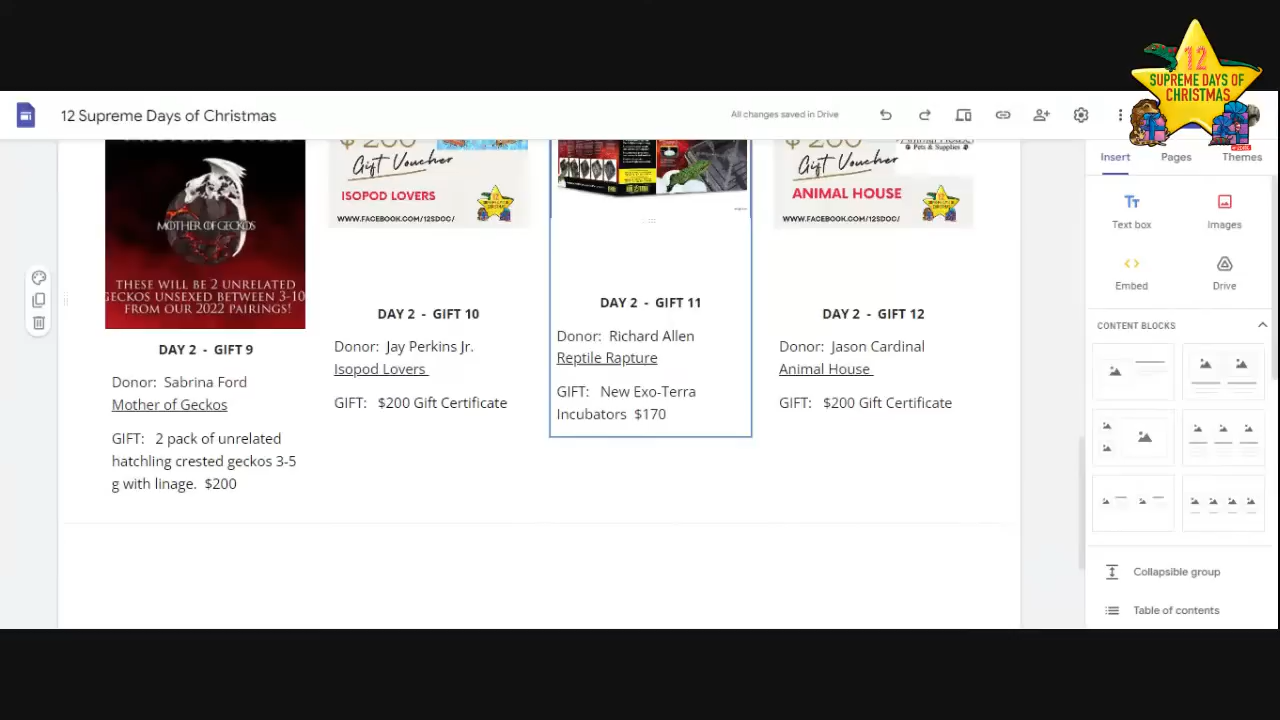 12
SUPREME DAYS OF
CHRISTMAS
12 Supreme Days of Christmas
All changes saved in Drive
Insert
Pages
Themes
Text box
Images
Embed
Drive
CONTENT BLOCKS
Collapsible group
Table of contents
MOTHER OF GECKOS
THESE WILL BE 2 UNRELATED
GECKOS UNSEXED BETWEEN 3-10
FROM OUR 2022 PAIRINGS!
DAY 2 - GIFT 9
Donor: Sabrina Ford
Mother of Geckos
GIFT: 2 pack of unrelated
hatchling crested geckos 3-5
g with linage. $200
$200
Gift Voucher
ISOPOD LOVERS
WWW.FACEBOOK.COM/12SDOC/
DAY 2 - GIFT 10
Donor: Jay Perkins Jr.
Isopod Lovers
GIFT: $200 Gift Certificate
DAY 2 - GIFT 11
Donor: Richard Allen
Reptile Rapture
GIFT: New Exo-Terra
Incubators $170
$200
& Pets & Supplies
Gift Voucher
ANIMAL HOUSE
WWW.FACEBOOK.COM/12SDOC/
DAY 2 - GIFT 12
Donor: Jason Cardinal
Animal House
GIFT: $200 Gift Certificate